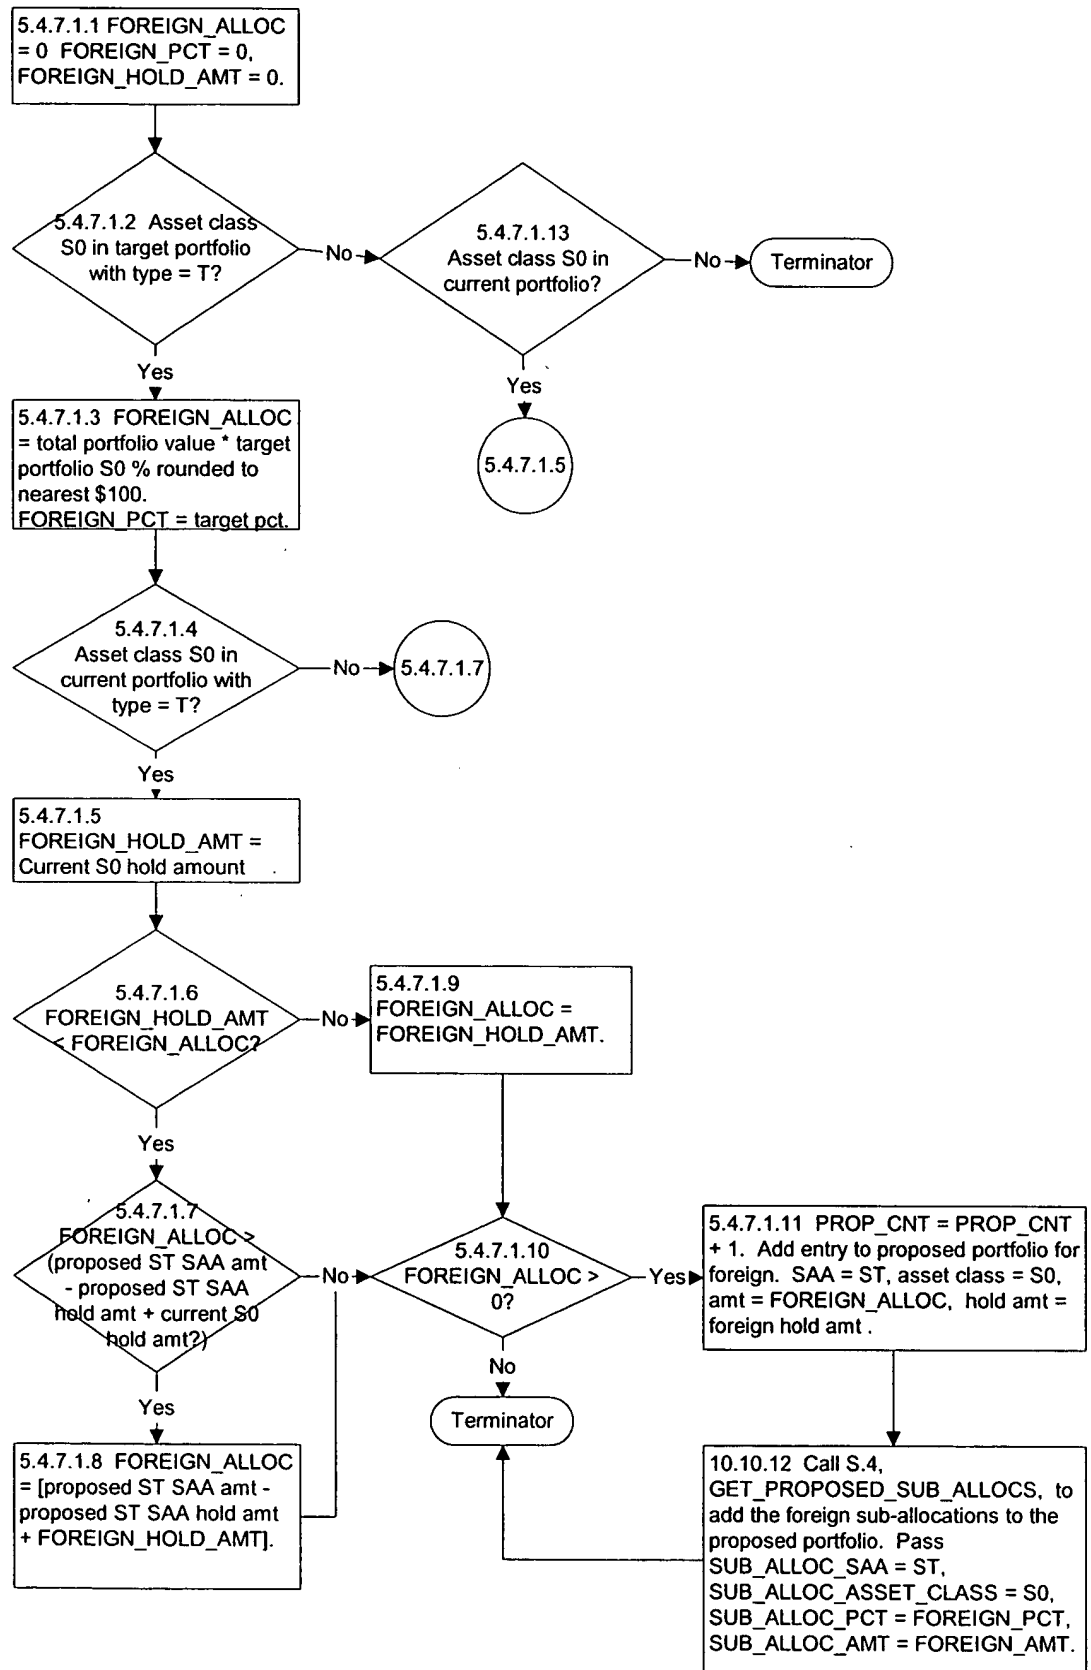 5.4.7.1.1 FOREIGN_ALLOC
= 0 FOREIGN_PCT = 0,
FOREIGN_HOLD_AMT = 0.
5.4.7.1.2 Asset class
S0 in target portfolio
with type = T?
No
5.4.7.1.13
Asset class S0 in
current portfolio?
No
Terminator
Yes
Yes
5.4.7.1.5
5.4.7.1.3 FOREIGN_ALLOC
= total portfolio value * target
portfolio S0 % rounded to
nearest $100.
FOREIGN_PCT = target pct.
5.4.7.1.4
Asset class S0 in
current portfolio with
type = T?
No
5.4.7.1.7
Yes
5.4.7.1.5
FOREIGN_HOLD_AMT =
Current S0 hold amount
5.4.7.1.6
FOREIGN_HOLD_AMT
< FOREIGN_ALLOC?
No
5.4.7.1.9
FOREIGN_ALLOC =
FOREIGN_HOLD_AMT.
Yes
5.4.7.1.7
FOREIGN_ALLOC >
(proposed ST SAA amt
- proposed ST SAA
hold amt + current S0
hold amt?)
No
5.4.7.1.10
FOREIGN_ALLOC >
0?
Yes
5.4.7.1.11 PROP_CNT = PROP_CNT
+ 1. Add entry to proposed portfolio for
foreign. SAA = ST, asset class = S0,
amt = FOREIGN_ALLOC, hold amt =
foreign hold amt .
No
Terminator
Yes
5.4.7.1.8 FOREIGN_ALLOC
= [proposed ST SAA amt -
proposed ST SAA hold amt
+ FOREIGN_HOLD_AMT].
10.10.12 Call S.4,
GET_PROPOSED_SUB_ALLOCS, to
add the foreign sub-allocations to the
proposed portfolio. Pass
SUB_ALLOC_SAA = ST,
SUB_ALLOC_ASSET_CLASS = S0,
SUB_ALLOC_PCT = FOREIGN_PCT,
SUB_ALLOC_AMT = FOREIGN_AMT.